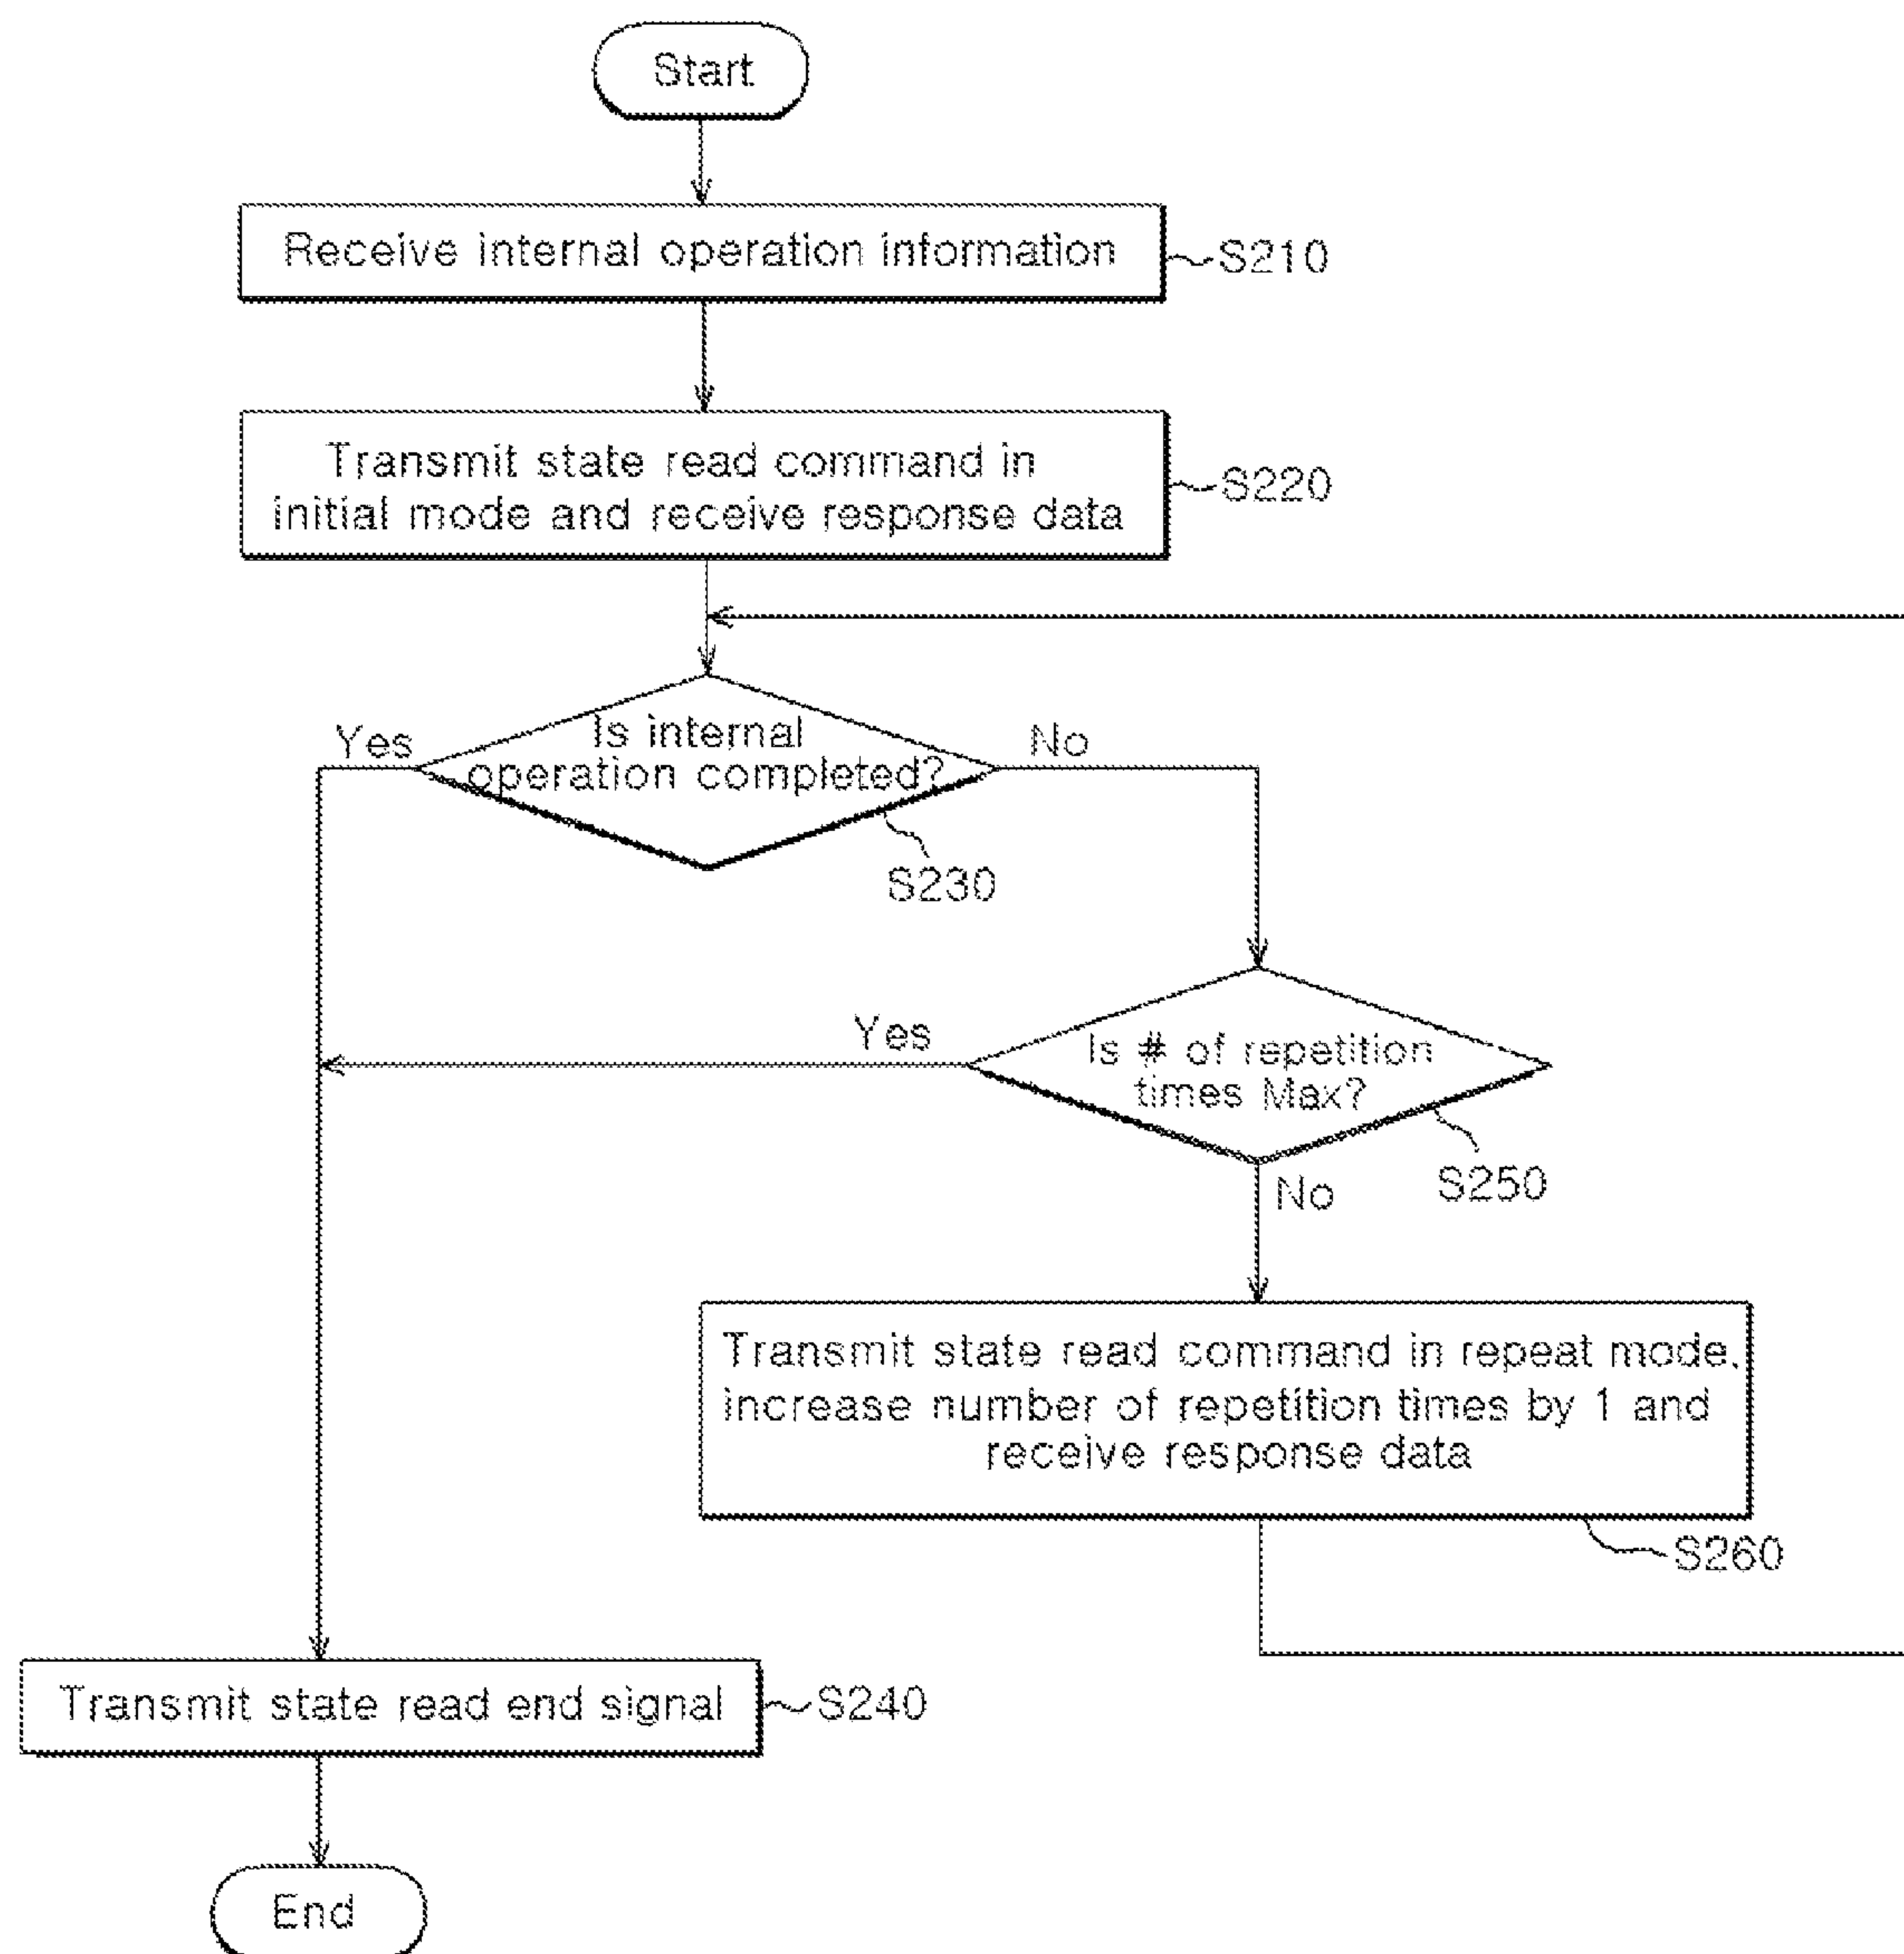 Start
Receive internal operation information
S210
Transmit state read command in
initial mode and receive response data
S220
Is internal
operation completed?
Yes
No
S230
Is # of repetition
times Max?
Yes
No
S250
Transmit state read command in repeat mode,
increase number of repetition times by 1 and
receive response data
S260
Transmit state read end signal
S240
End